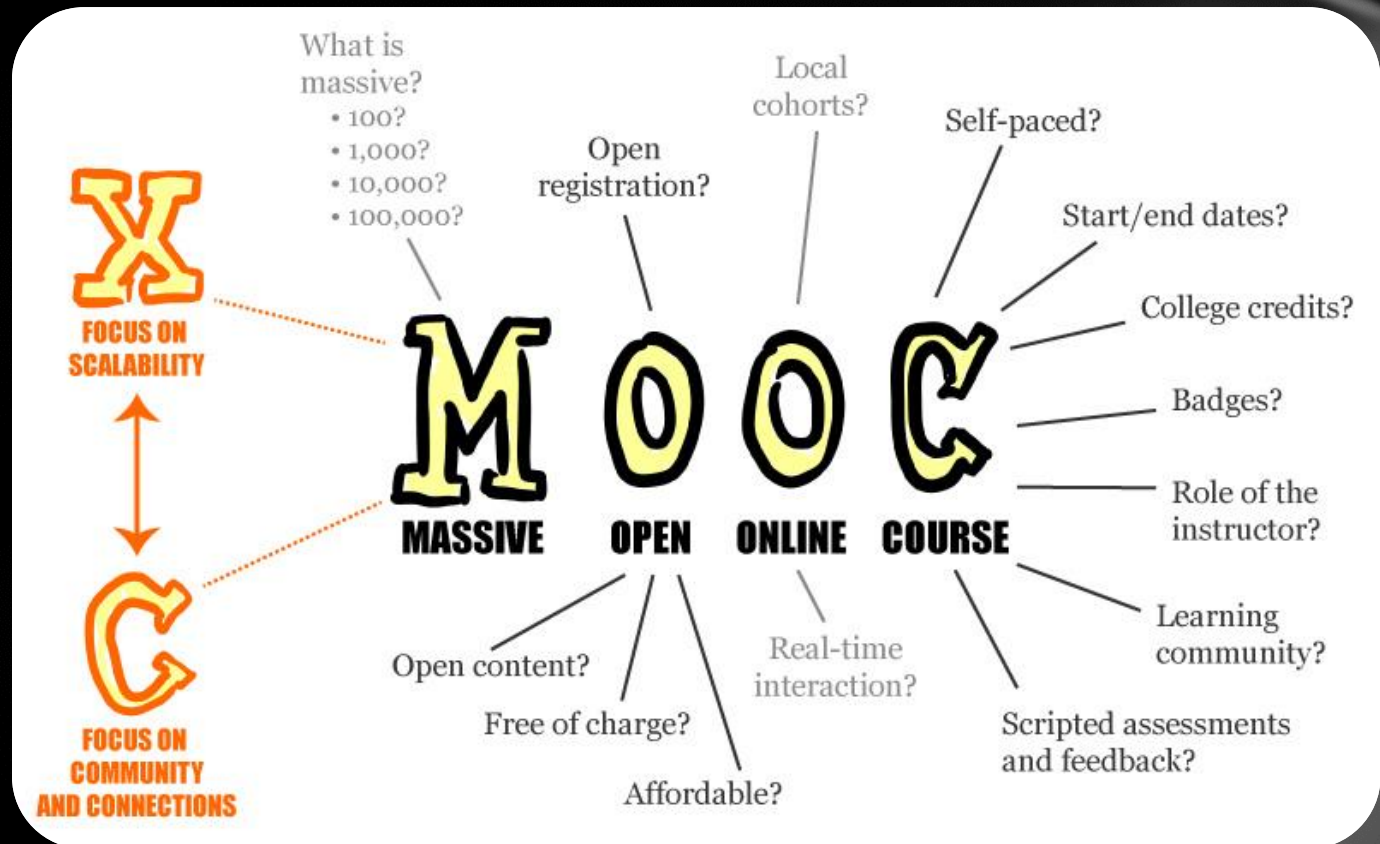 What is
massive?
• 100?
• 1,000?
• 10,000?
• 100,000?
Open
registration?
Local
cohorts?
Self-paced?
Start/end dates?
College credits?
Badges?
Role of the
instructor?
Learning
community?
Scripted assessments
and feedback?
X
FOCUS ON
SCALABILITY
C
FOCUS ON
COMMUNITY
AND CONNECTIONS
MOOC
MASSIVE OPEN ONLINE COURSE
Open content?
Free of charge?
Affordable?
Real-time
interaction?